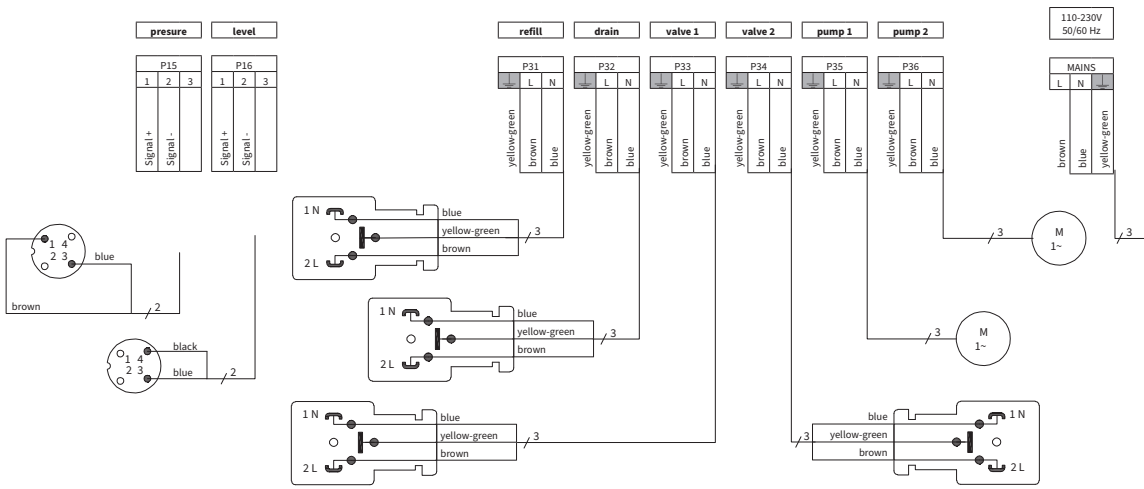 presure level refill drain valve 1 valve 2 pump 1 pump 2 110-230V
50/60 Hz
P15 P16 P31 P32 P33 P34 P35 P36 MAINS
1 2 3 1 2 3 L N L N L N L N L N L N L N
Signal + Signal - Signal + Signal - yellow-green brown blue yellow-green brown blue yellow-green brown blue yellow-green brown blue yellow-green brown blue yellow-green brown blue brown blue yellow-green
1 N blue
yellow-green 3
2 L brown
M
1~
3
3
1 4
2 3 blue
brown 2
1 N blue
yellow-green 3
2 L brown
3 M
1~
black
1 4
2 3 blue 2
1 N blue
yellow-green 3
2 L brown
blue 1 N
3 yellow-green
brown 2 L